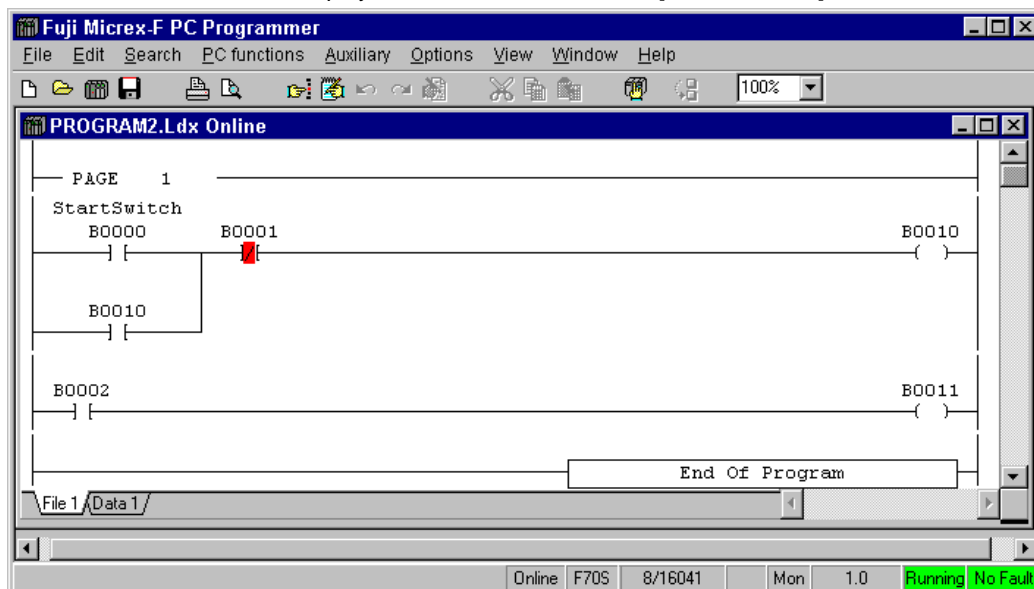 Fuji Micrex-F PC Programmer
File Edit Search PC functions Auxiliary Options View Window Help
100%
PROGRAM2.Ldx Online
PAGE 1
StartSwitch
B0000 B0001 B0010
B0010
B0002 B0011
End Of Program
File 1 Data 1
Online F70S 8/16041 Mon 1.0 Running No Fault